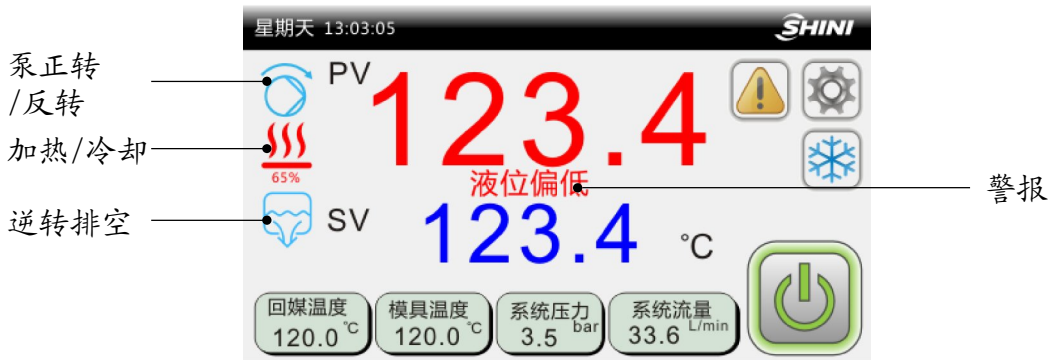 星期天 13:03:05
SHINI
泵正转
/反转
PV
123.4
加热/冷却
65%
液位偏低
警报
逆转排空
SV
123.4
°C
回媒温度
120.0 °C
模具温度
120.0 °C
系统压力
3.5 bar
系统流量
33.6 L/min